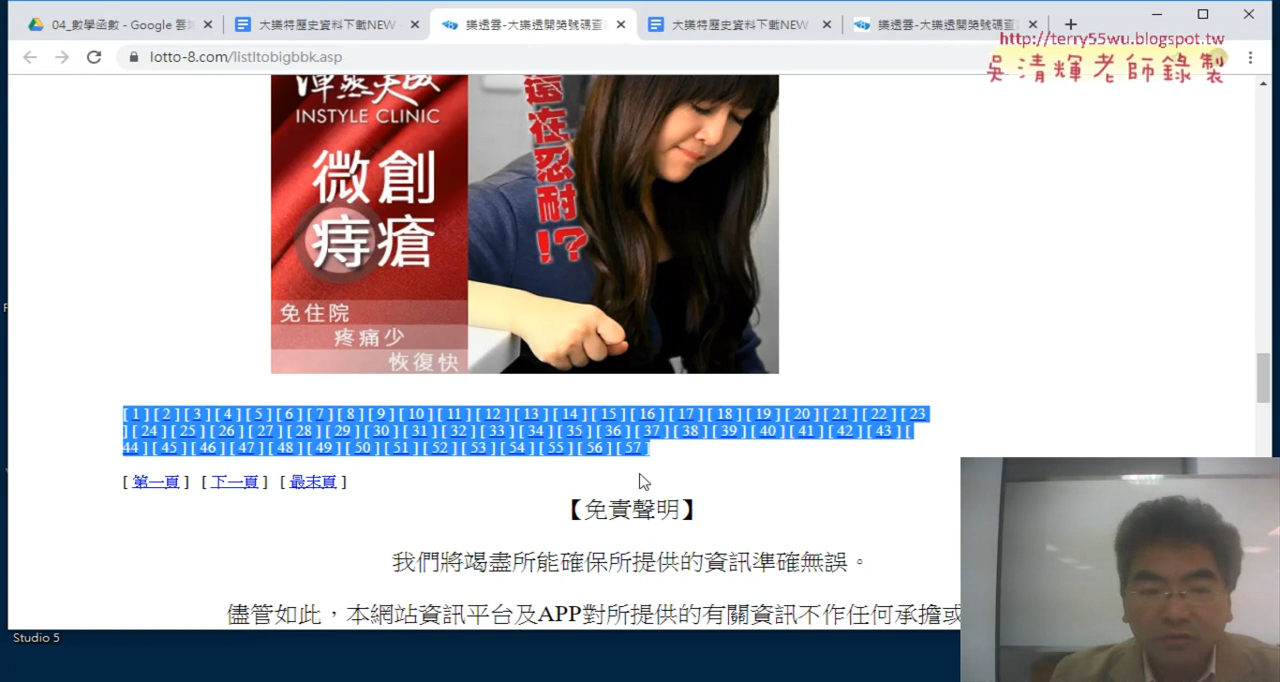 04_數學函數 - Google 雲
大樂特歷史資料下載NEW
樂透雲-大樂透開獎號碼查
大樂特歷史資料下載NEW
樂透雲-大樂透開獎號碼查
http://terry55wu.blogspot.tw
lotto-8.com/listltobigbbk.asp
吳清輝老師錄製
INSTYLE CLINIC
微創
痔瘡
還在忍耐!?
免住院
疼痛少
恢復快
[ 1 ] [ 2 ] [ 3 ] [ 4 ] [ 5 ] [ 6 ] [ 7 ] [ 8 ] [ 9 ] [ 10 ] [ 11 ] [ 12 ] [ 13 ] [ 14 ] [ 15 ] [ 16 ] [ 17 ] [ 18 ] [ 19 ] [ 20 ] [ 21 ] [ 22 ] [ 23
] [ 24 ] [ 25 ] [ 26 ] [ 27 ] [ 28 ] [ 29 ] [ 30 ] [ 31 ] [ 32 ] [ 33 ] [ 34 ] [ 35 ] [ 36 ] [ 37 ] [ 38 ] [ 39 ] [ 40 ] [ 41 ] [ 42 ] [ 43 ] [
44 ] [ 45 ] [ 46 ] [ 47 ] [ 48 ] [ 49 ] [ 50 ] [ 51 ] [ 52 ] [ 53 ] [ 54 ] [ 55 ] [ 56 ] [ 57 ]
[ 第一頁 ] [ 下一頁 ] [ 最末頁 ]
【免責聲明】
我們將竭盡所能確保所提供的資訊準確無誤。
儘管如此，本網站資訊平台及APP對所提供的有關資訊不作任何承擔或
Studio 5